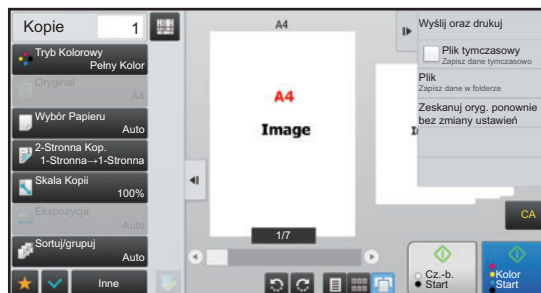 Kopie 1
Tryb Kolorowy
Pełny Kolor
Oryginał
A4
Wybór Papieru
Auto
2-Stronna Kop.
1-Stronna→1-Stronna
Skala Kopii
100%
Ekspozycja
Auto
Sortuj/grupuj
Auto
Inne
A4
A4
Image
1/7
Wyślij oraz drukuj
Plik tymczasowy
Zapisz dane tymczasowo
Plik
Zapisz dane w folderze
Zeskanuj oryg. ponownie
bez zmiany ustawień
CA
Cz.-b.
Start
Kolor
Start